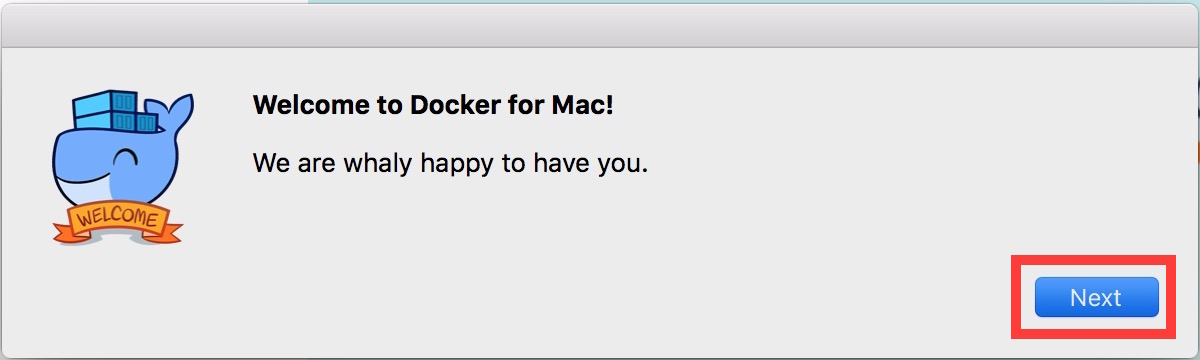 Welcome to Docker for Mac!
We are whaly happy to have you.
WELCOME
Next